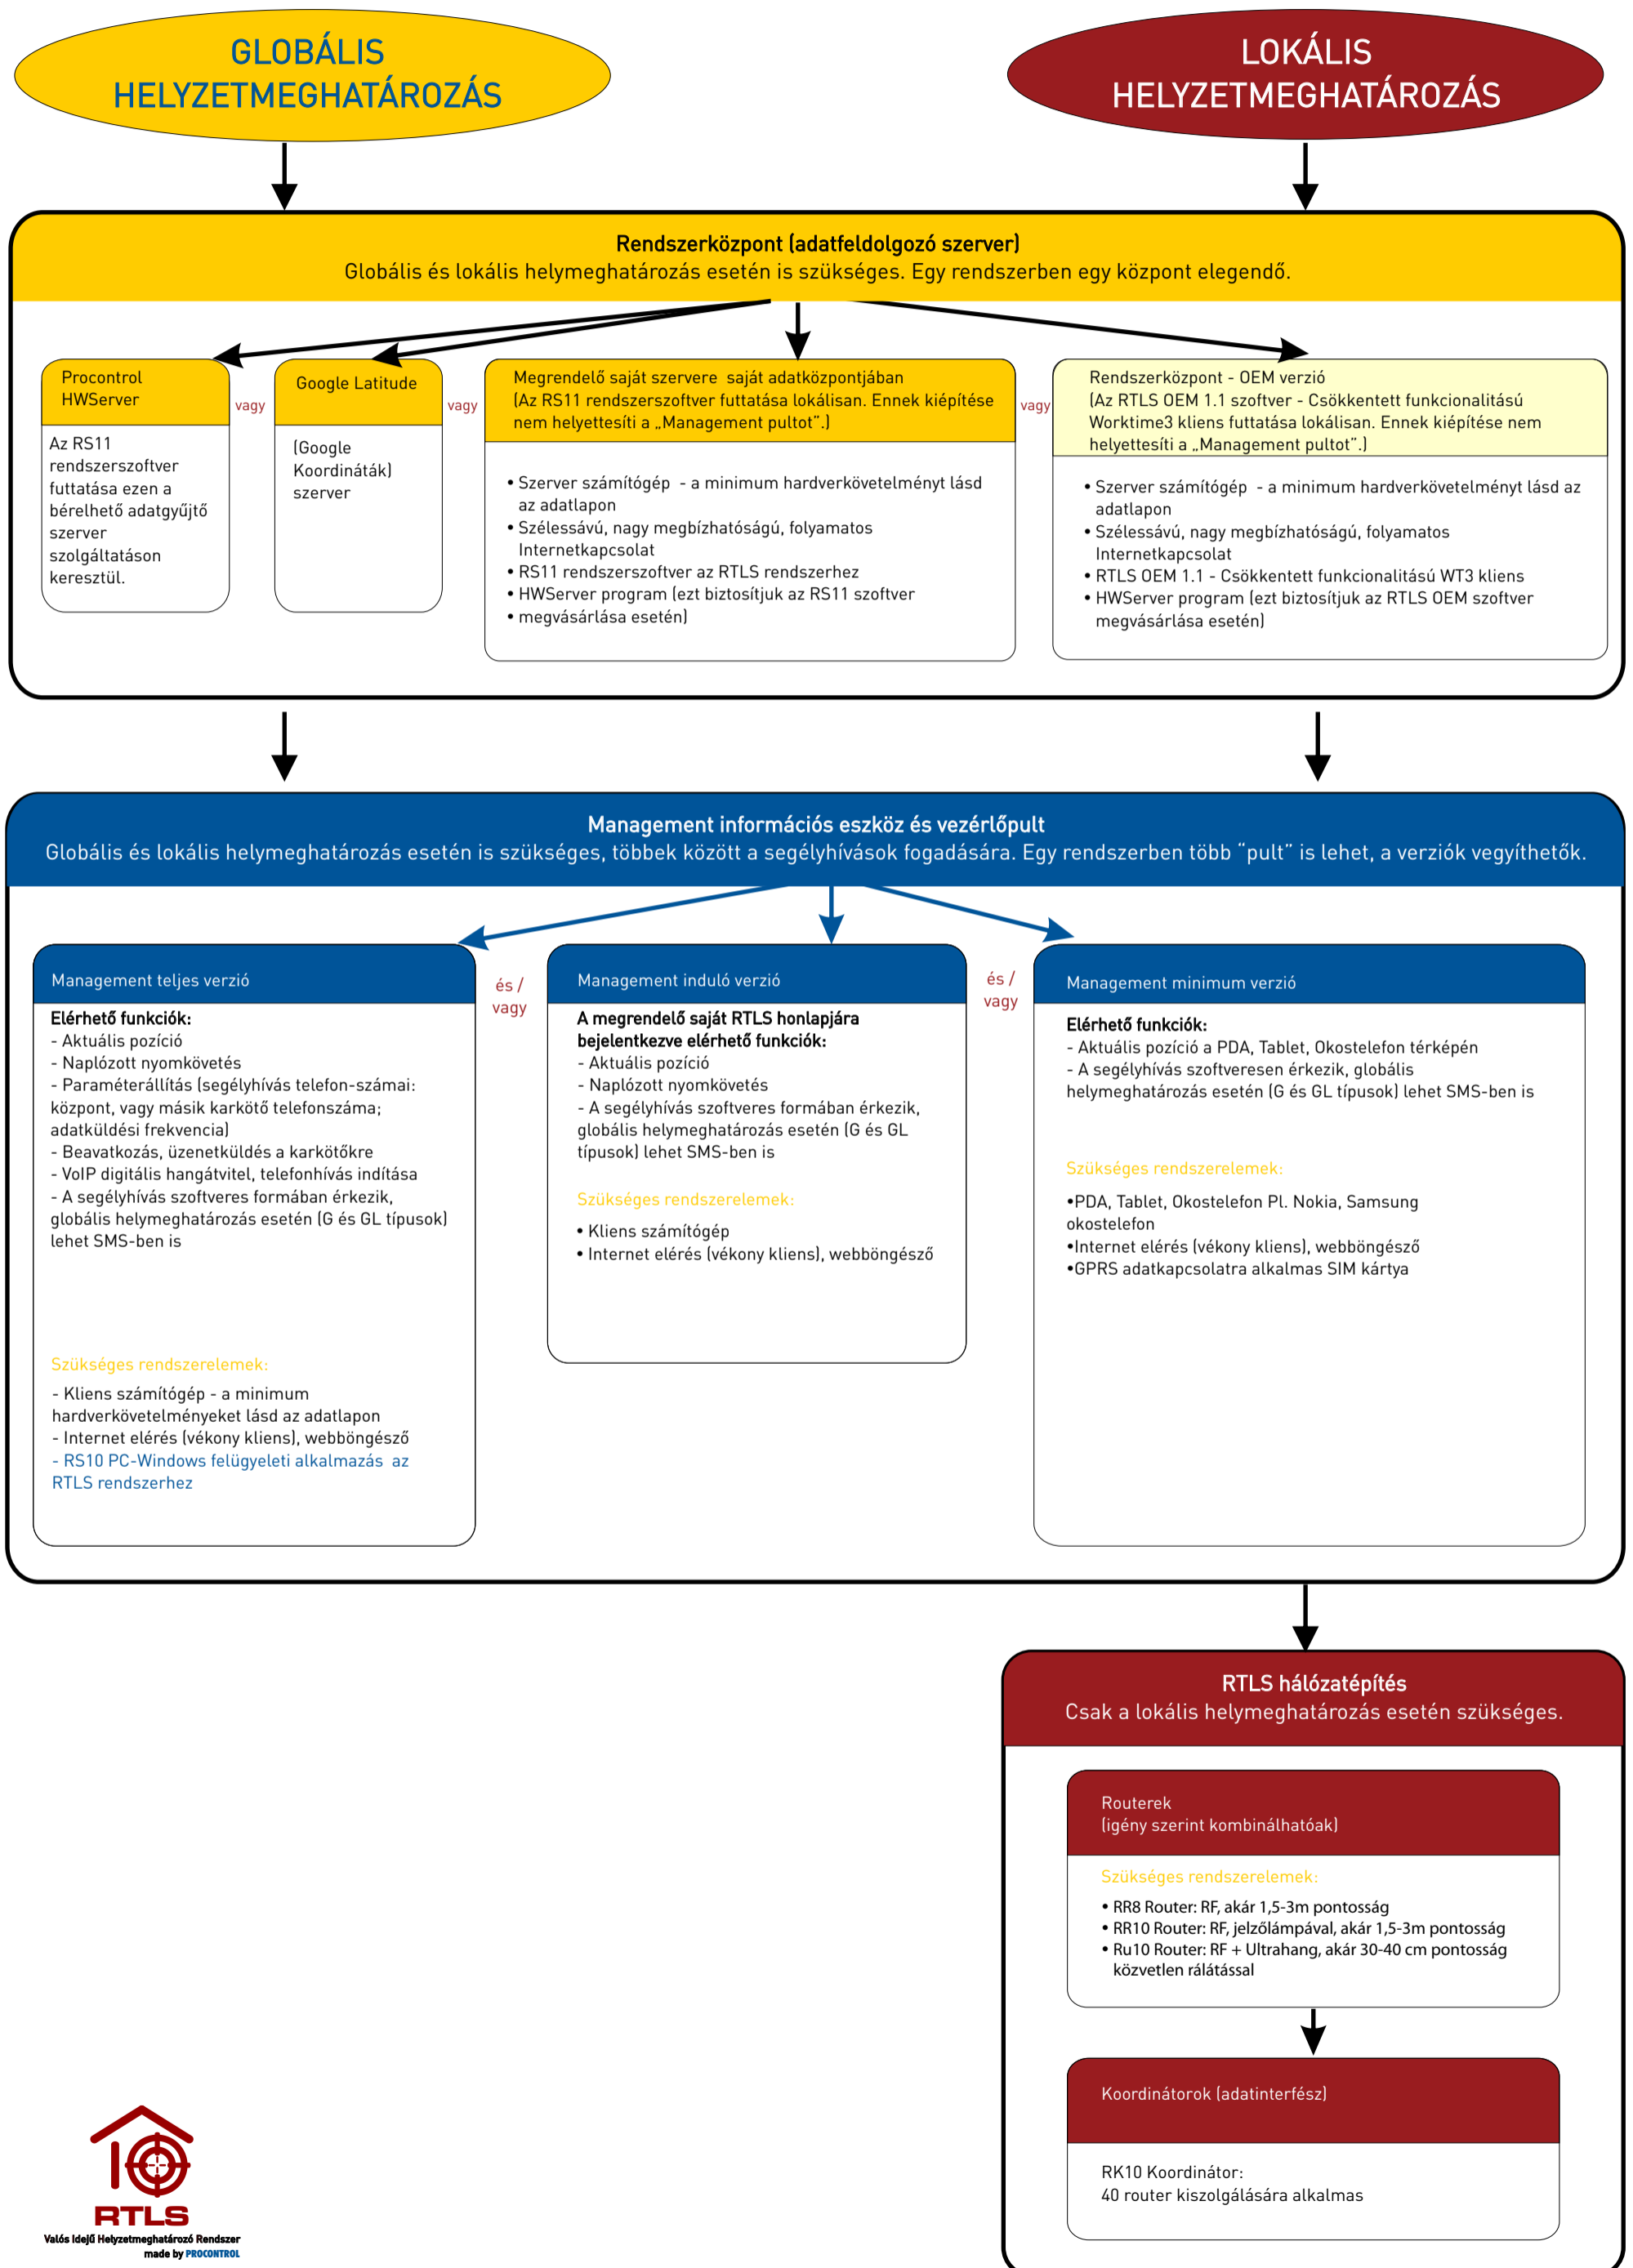 GLOBÁLIS
HELYZETMEGHATÁROZÁS
LOKÁLIS
HELYZETMEGHATÁROZÁS
Rendszerközpont (adatfeldolgozó szerver)
Globális és lokális helymeghatározás esetén is szükséges. Egy rendszerben egy központ elegendő.
Procontrol
HWServer
Az RS11
rendszerszoftver
futtatása ezen a
bérelhető adatgyűjtő
szerver
szolgáltatáson
keresztül.
vagy
Google Latitude
(Google
Koordináták)
szerver
vagy
Megrendelő saját szervere  saját adatközpontjában
(Az RS11 rendszerszoftver futtatása lokálisan. Ennek kiépítése
nem helyettesíti a „Management pultot”.)
• Szerver számítógép  - a minimum hardverkövetelményt lásd
az adatlapon
• Szélessávú, nagy megbízhatóságú, folyamatos
Internetkapcsolat
• RS11 rendszerszoftver az RTLS rendszerhez
• HWServer program (ezt biztosítjuk az RS11 szoftver
• megvásárlása esetén)
vagy
Rendszerközpont - OEM verzió
(Az RTLS OEM 1.1 szoftver - Csökkentett funkcionalitású
Worktime3 kliens futtatása lokálisan. Ennek kiépítése nem
helyettesíti a „Management pultot”.)
• Szerver számítógép  - a minimum hardverkövetelményt lásd az
adatlapon
• Szélessávú, nagy megbízhatóságú, folyamatos
Internetkapcsolat
• RTLS OEM 1.1 - Csökkentett funkcionalitású WT3 kliens
• HWServer program (ezt biztosítjuk az RTLS OEM szoftver
megvásárlása esetén)
Management információs eszköz és vezérlőpult
Globális és lokális helymeghatározás esetén is szükséges, többek között a segélyhívások fogadására. Egy rendszerben több “pult” is lehet, a verziók vegyíthetők.
Management teljes verzió
Elérhető funkciók:
- Aktuális pozíció
- Naplózott nyomkövetés
- Paraméterállítás (segélyhívás telefon-számai:
központ, vagy másik karkötő telefonszáma;
adatküldési frekvencia)
- Beavatkozás, üzenetküldés a karkötőkre
- VoIP digitális hangátvitel, telefonhívás indítása
- A segélyhívás szoftveres formában érkezik,
globális helymeghatározás esetén (G és GL típusok)
lehet SMS-ben is
Szükséges rendszerelemek:
- Kliens számítógép - a minimum
hardverkövetelményeket lásd az adatlapon
- Internet elérés (vékony kliens), webböngésző
- RS10 PC-Windows felügyeleti alkalmazás  az
RTLS rendszerhez
és /
vagy
Management induló verzió
A megrendelő saját RTLS honlapjára
bejelentkezve elérhető funkciók:
- Aktuális pozíció
- Naplózott nyomkövetés
- A segélyhívás szoftveres formában érkezik,
globális helymeghatározás esetén (G és GL
típusok) lehet SMS-ben is
Szükséges rendszerelemek:
• Kliens számítógép
• Internet elérés (vékony kliens), webböngésző
és /
vagy
Management minimum verzió
Elérhető funkciók:
- Aktuális pozíció a PDA, Tablet, Okostelefon térképén
- A segélyhívás szoftveresen érkezik, globális
helymeghatározás esetén (G és GL típusok) lehet SMS-ben is
Szükséges rendszerelemek:
•PDA, Tablet, Okostelefon Pl. Nokia, Samsung
okostelefon
•Internet elérés (vékony kliens), webböngésző
•GPRS adatkapcsolatra alkalmas SIM kártya
RTLS hálózatépítés
Csak a lokális helymeghatározás esetén szükséges.
Routerek
(igény szerint kombinálhatóak)
Szükséges rendszerelemek:
• RR8 Router: RF, akár 1,5-3m pontosság
• RR10 Router: RF, jelzőlámpával, akár 1,5-3m pontosság
• Ru10 Router: RF + Ultrahang, akár 30-40 cm pontosság
közvetlen rálátással
Koordinátorok (adatinterfész)
RK10 Koordinátor:
40 router kiszolgálására alkalmas
RTLS
Valós Idejű Helyzetmeghatározó Rendszer
made by PROCONTROL